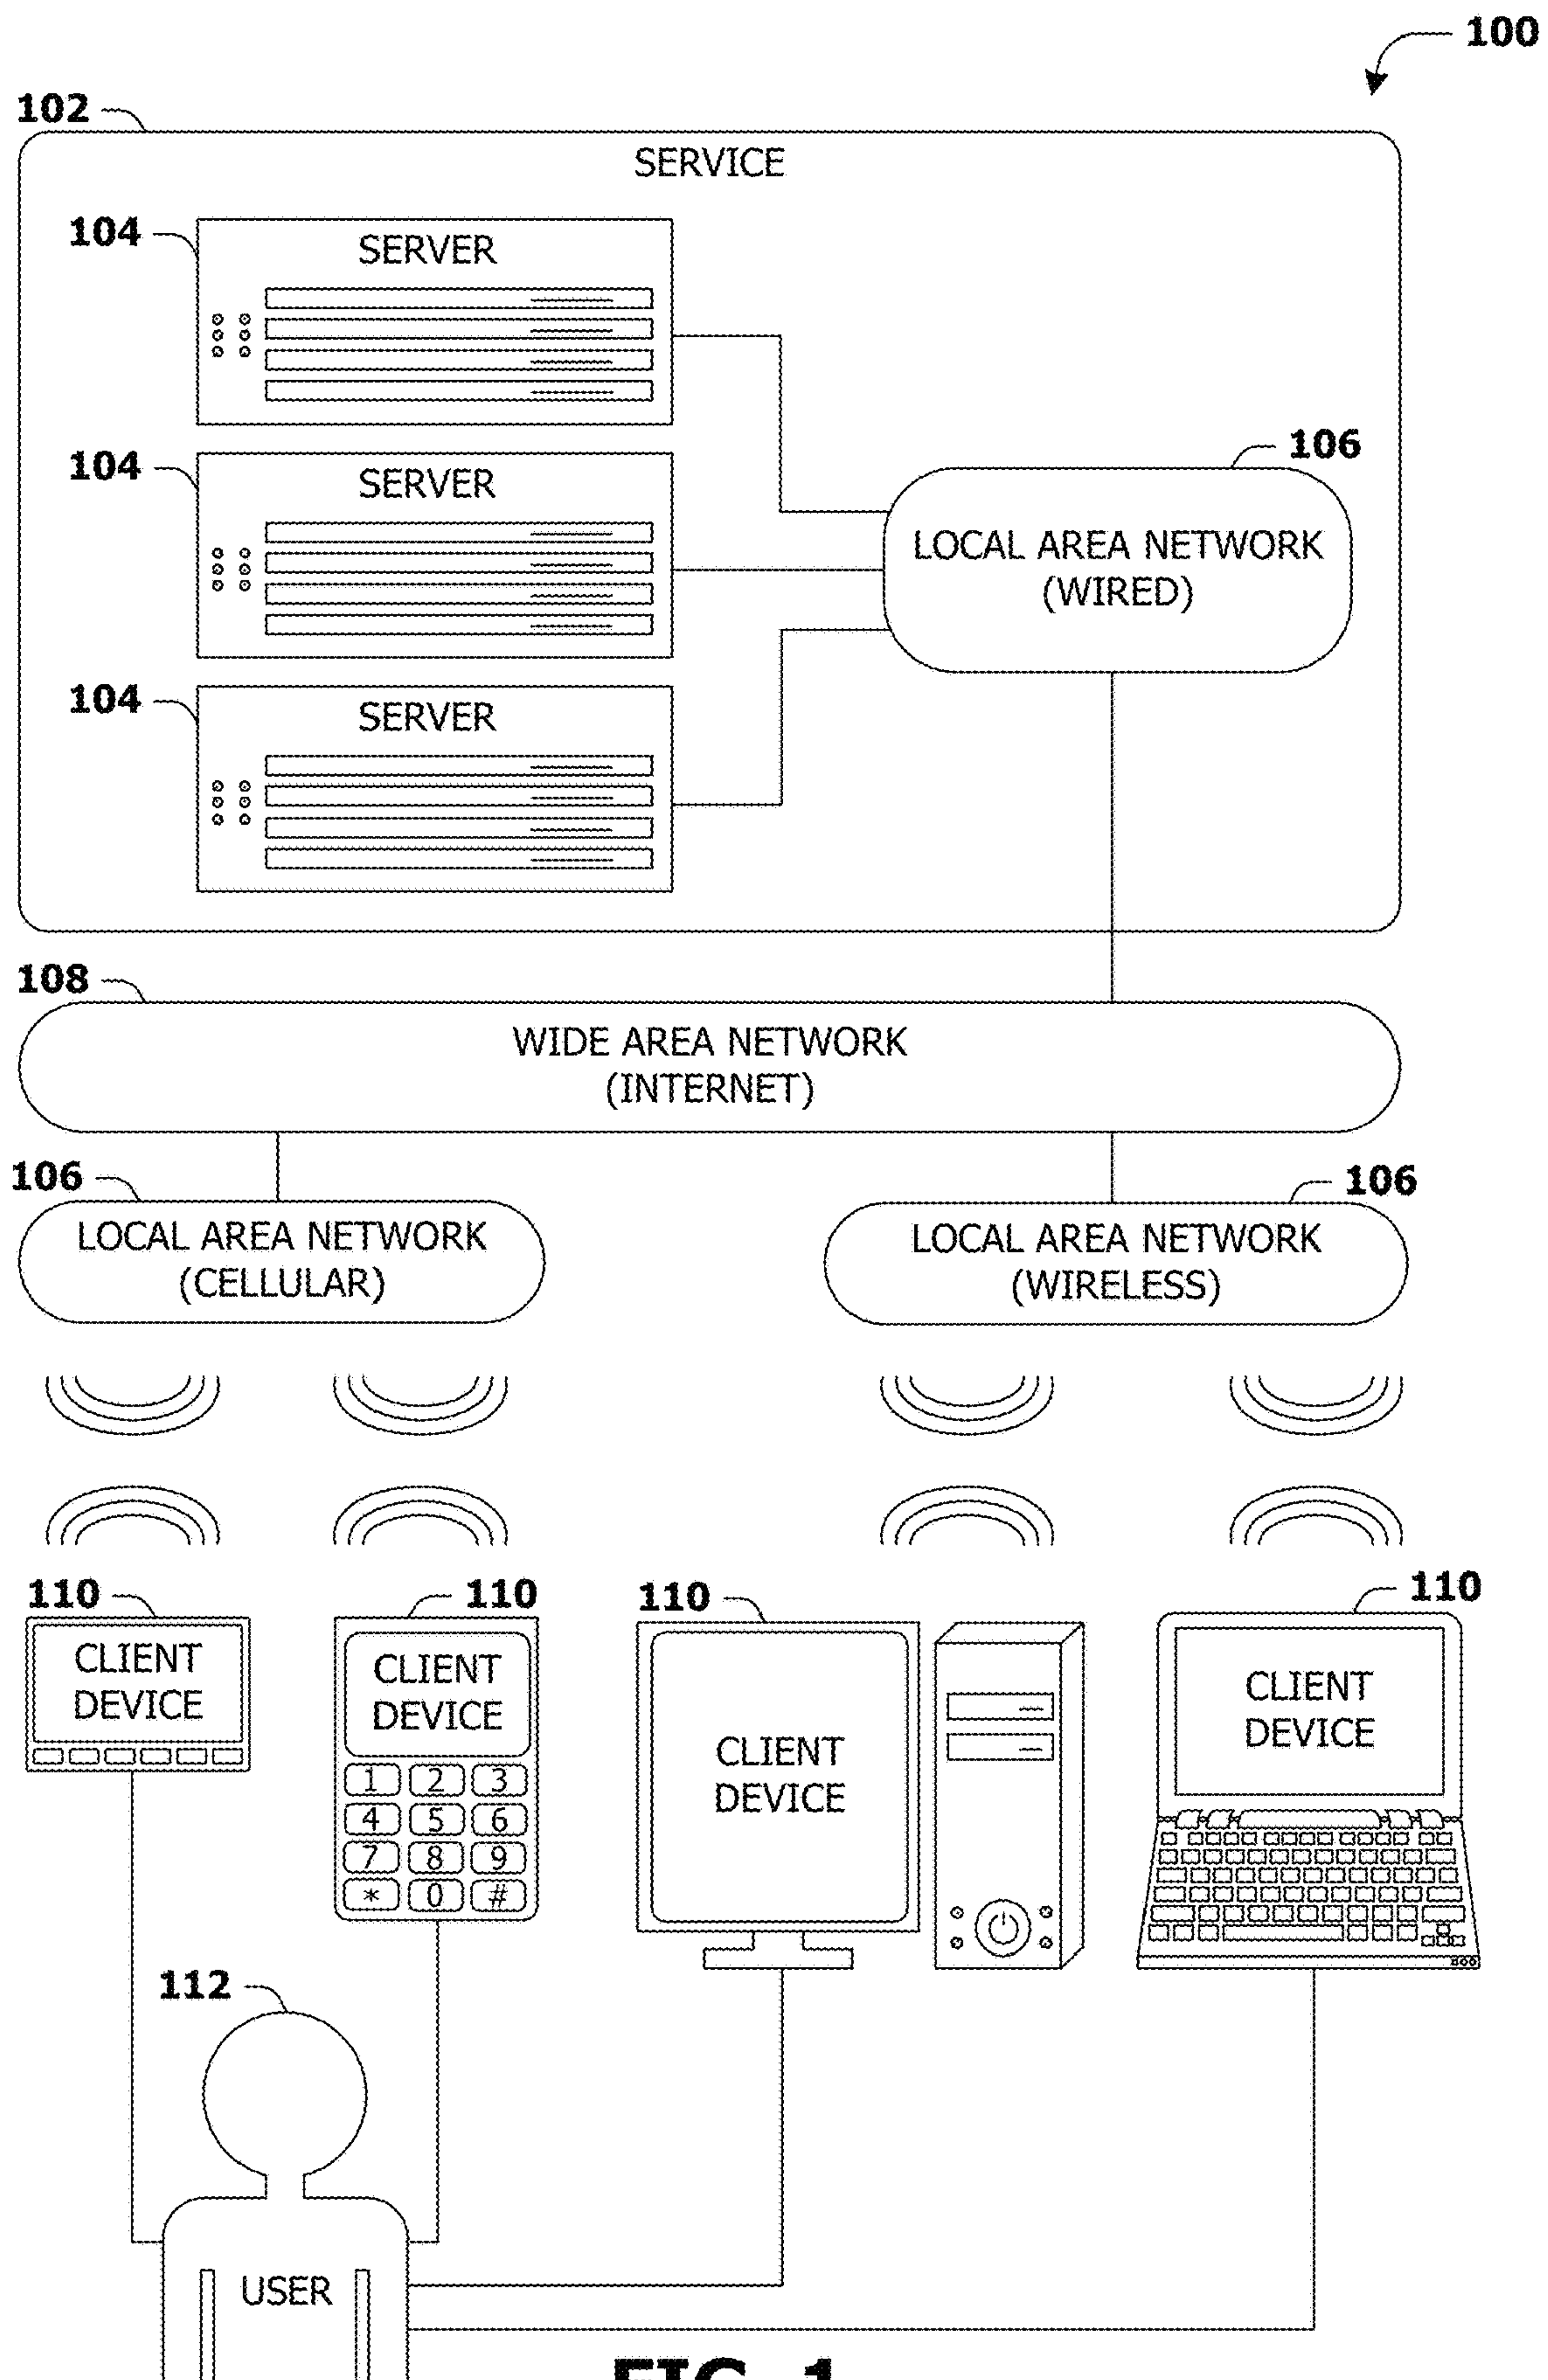 100
102
SERVICE
104
SERVER
106
104
SERVER
LOCAL AREA NETWORK
(WIRED)
104
SERVER
108
WIDE AREA NETWORK
(INTERNET)
106
106
LOCAL AREA NETWORK
(CELLULAR)
LOCAL AREA NETWORK
(WIRELESS)
110
110
110
110
CLIENT
DEVICE
CLIENT
DEVICE
1 2 3
4 5 6
7 8 9
* 0 #
CLIENT
DEVICE
CLIENT
DEVICE
112
USER
FIG. 1